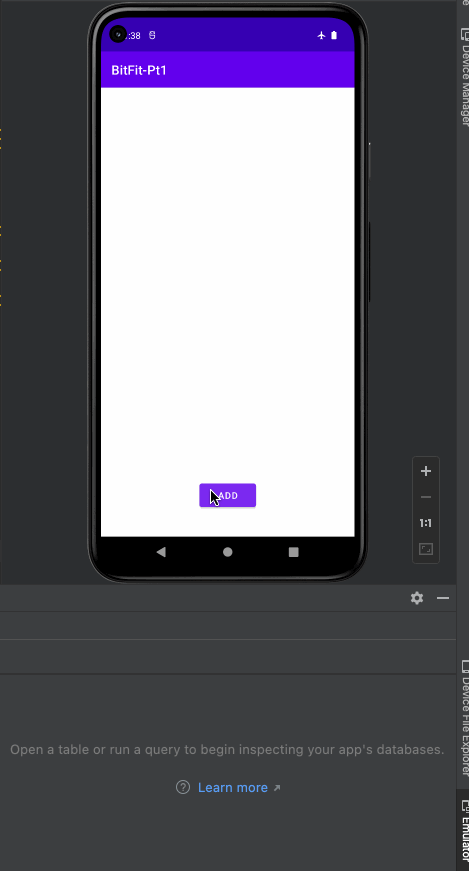 :38
BitFit-Pt1
ADD
1:1
Open a table or run a query to begin inspecting your app's databases.
? Learn more ↗
Device Manager
Device File Explorer
Emulator